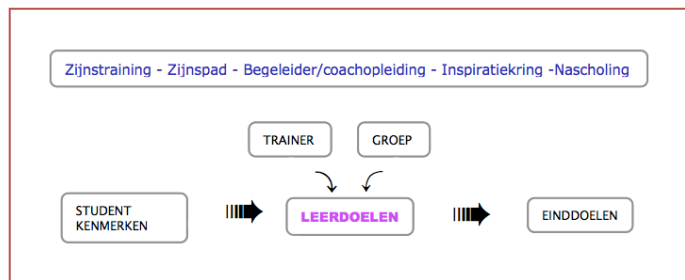 Zijnstraining - Zijnspad - Begeleider/coachopleiding - Inspiratiekring -Nascholing
TRAINER
GROEP
STUDENT
KENMERKEN
LEERDOELEN
EINDDOELEN